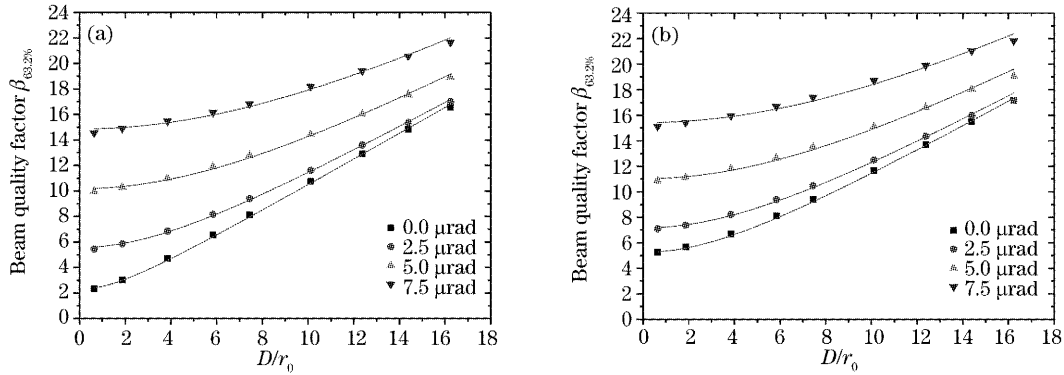 (a)
Beam quality factor β63.2%
24
22
20
18
16
14
12
10
8
6
4
2
0
0.0 μrad
2.5 μrad
5.0 μrad
7.5 μrad
0 2 4 6 8 10 12 14 16 18
D/r0
(b)
Beam quality factor β63.2%
24
22
20
18
16
14
12
10
8
6
4
2
0
0.0 μrad
2.5 μrad
5.0 μrad
7.5 μrad
0 2 4 6 8 10 12 14 16 18
D/r0